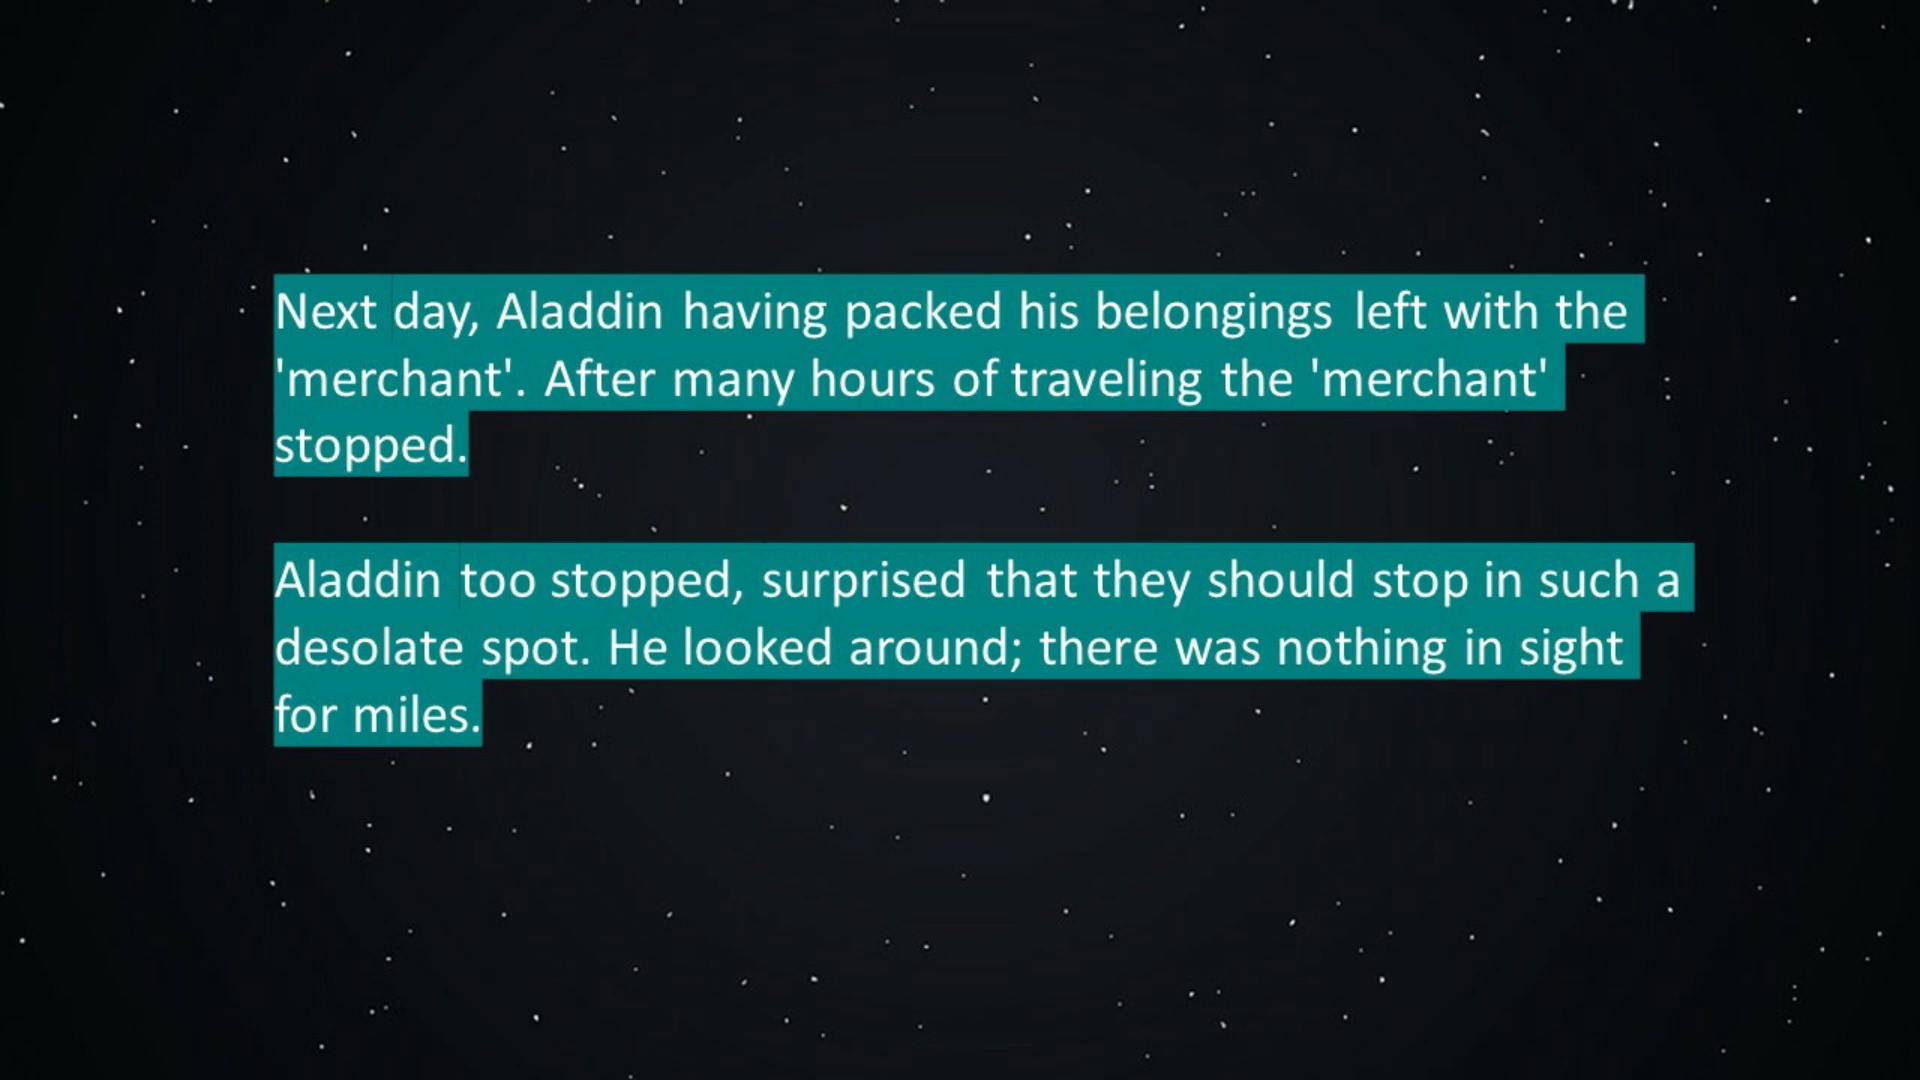 Next day, Aladdin having packed his belongings left with the
'merchant'. After many hours of traveling the 'merchant'
stopped.
Aladdin too stopped, surprised that they should stop in such a
desolate spot. He looked around; there was nothing in sight
for miles.